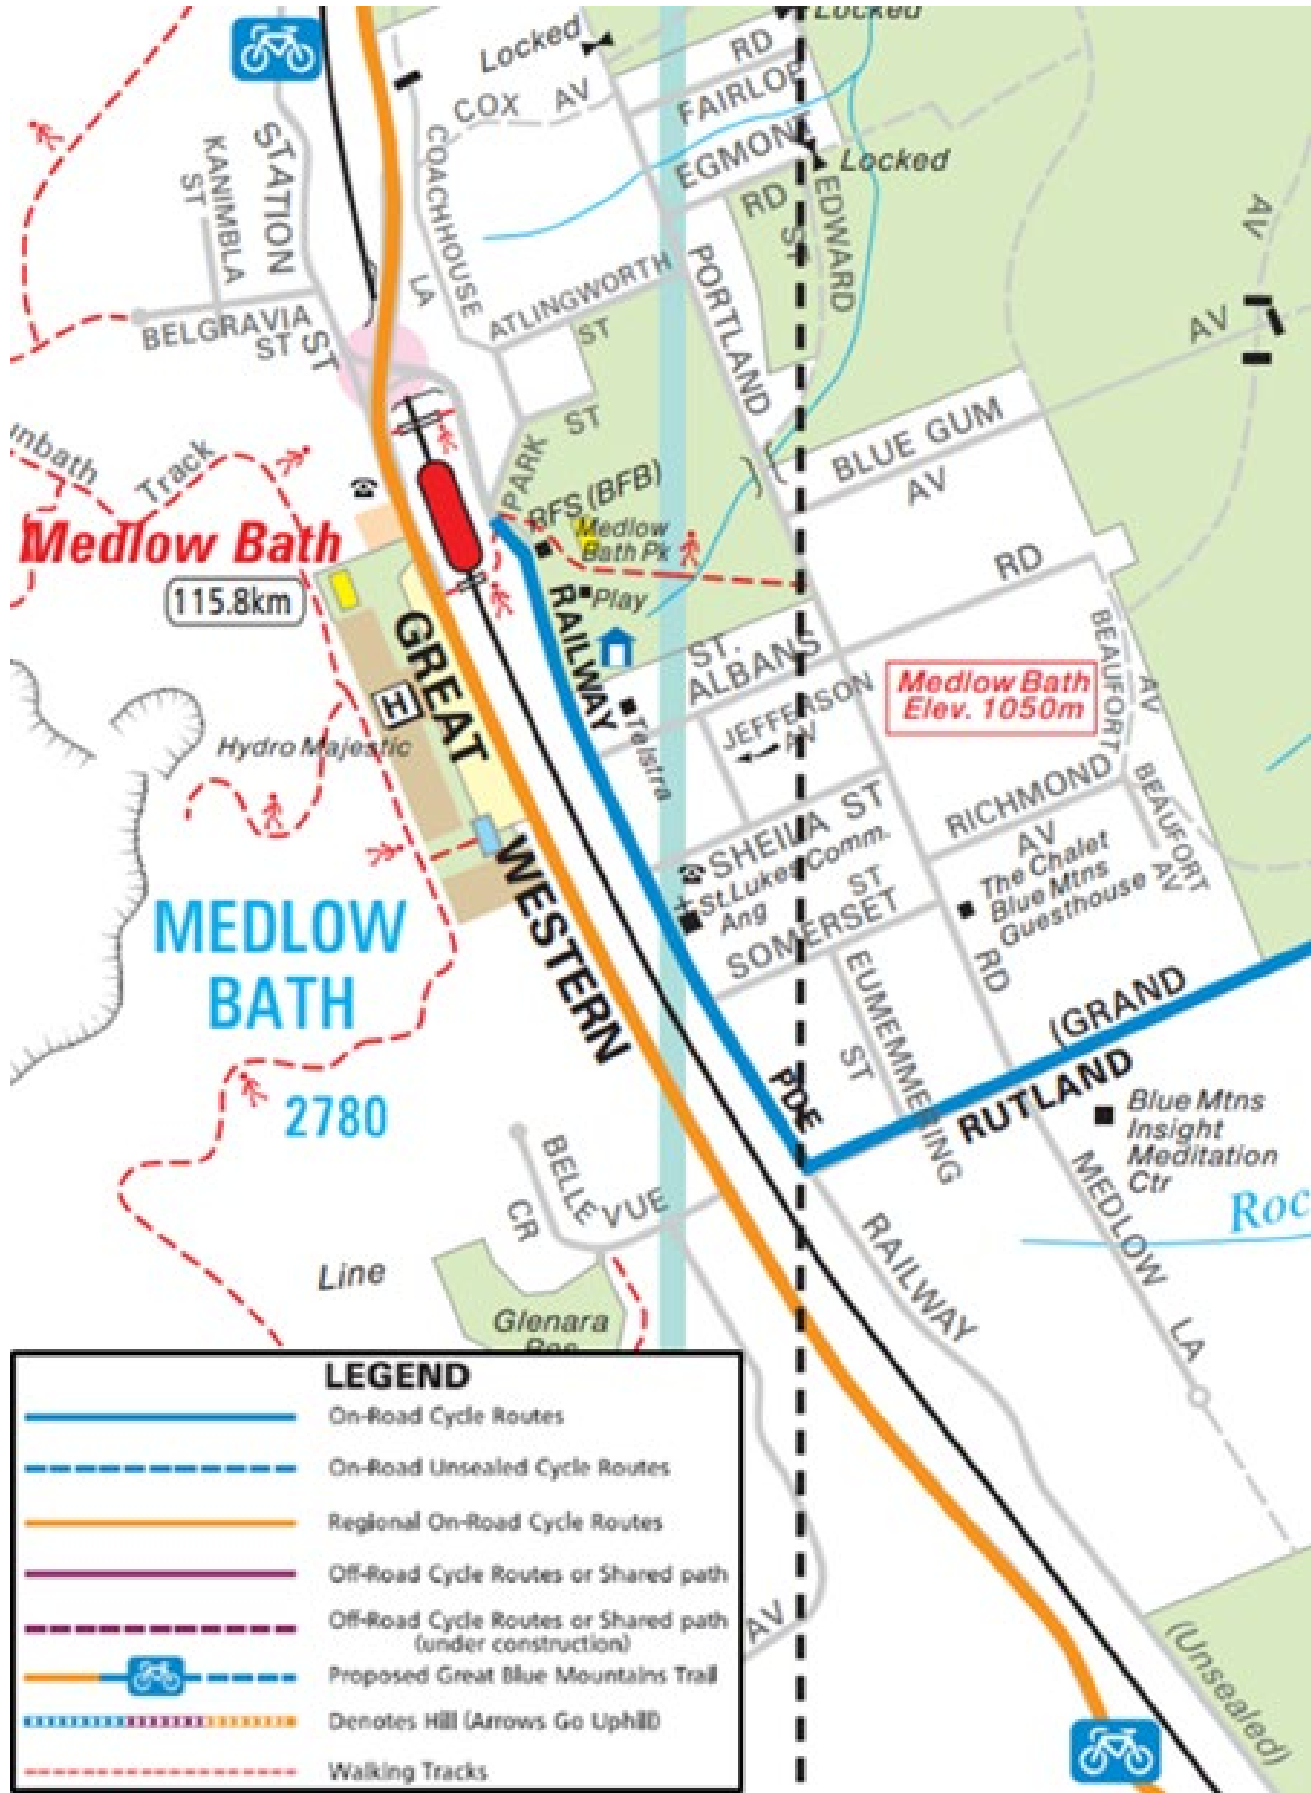 Locked
Locked
RD
COX AV
FAIRLOP
EGMONT
RD
Locked
STATION
ST
KANIMBLA
ST
COACHHOUSE
LA
EDWARD
ST
PORTLAND
ATLINGWORTH
ST
BELGRAVIA
ST
AV
AV
BLUE GUM
AV
PARK ST
BFS (BFB)
Medlow
Bath Pk
Track
Medlow Bath
115.8km
RAILWAY
Play
RD
ST.
ALBANS
BEAUFORT
AV
Medlow Bath
Elev. 1050m
GREAT
H
Hydro Majestic
Telstra
JEFFERSON
AV
SHEILA ST
RICHMOND
AV
BEAUFORT
AV
St.Lukes Comm.
Ang
The Chalet
Blue Mtns
Guesthouse
SOMERSET
ST
WESTERN
MEDLOW
BATH
2780
EUMEMMERING
ST
RD
(GRAND
RUTLAND
PDE
Blue Mtns
Insight
Meditation
Ctr
BELLEVUE
CR
MEDLOW
LA
RAILWAY
Line
Glenara
AV
(Unsealed)
LEGEND
On-Road Cycle Routes
On-Road Unsealed Cycle Routes
Regional On-Road Cycle Routes
Off-Road Cycle Routes or Shared path
Off-Road Cycle Routes or Shared path
(under construction)
Proposed Great Blue Mountains Trail
Denotes Hill (Arrows Go Uphill)
Walking Tracks